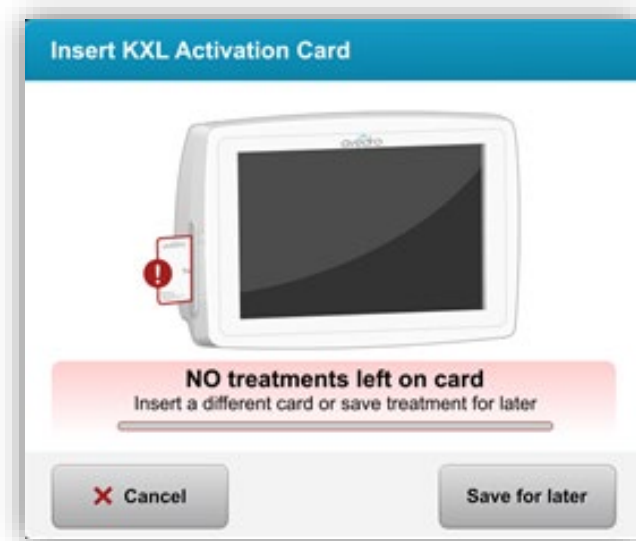 Insert KXL Activation Card
avedro
NO treatments left on card
Insert a different card or save treatment for later
Cancel
Save for later